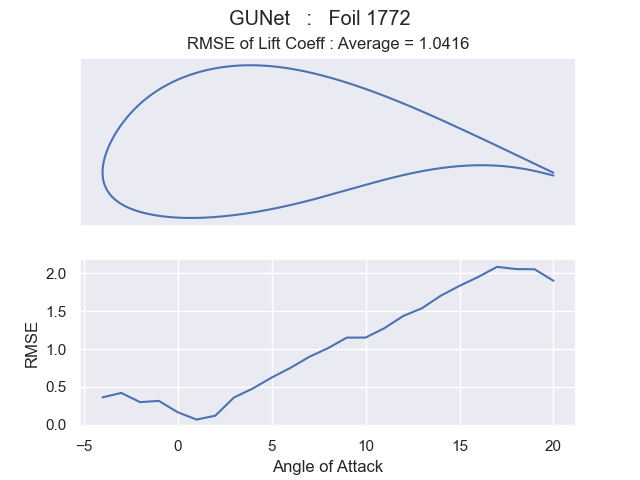 GUNet : Foil 1772
RMSE of Lift Coeff : Average = 1.0416
2.0
1.5
1.0
0.5
0.0
RMSE
−5 0 5 10 15 20
Angle of Attack